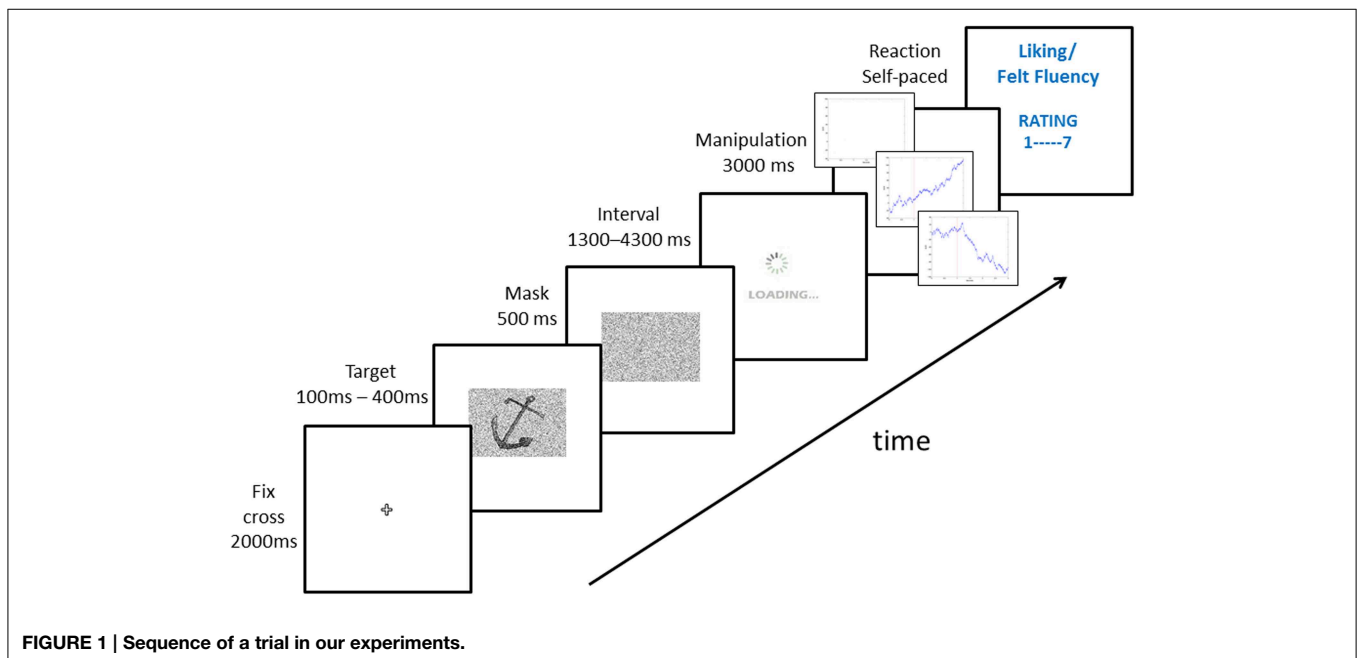 Reaction
Self-paced
Liking/
Felt Fluency
RATING
1-----7
Manipulation
3000 ms
Interval
1300–4300 ms
LOADING...
Mask
500 ms
Target
100ms – 400ms
Fix
cross
2000ms
time
FIGURE 1 | Sequence of a trial in our experiments.